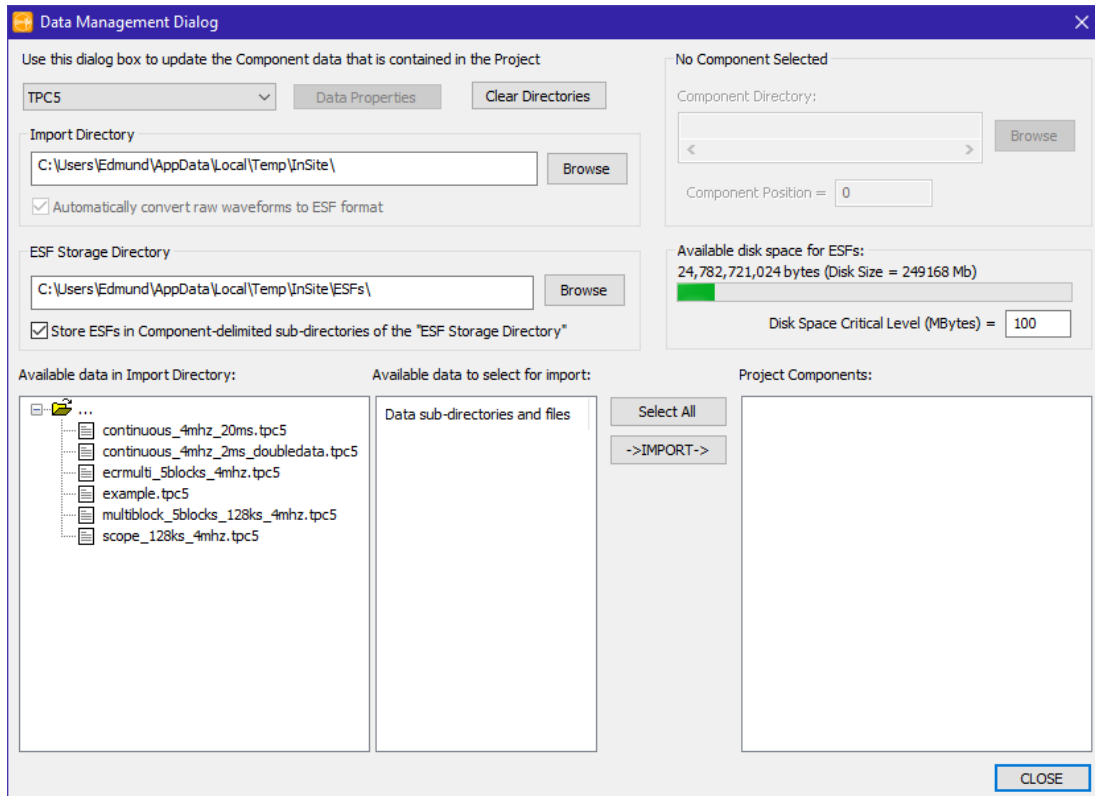 Data Management Dialog
Use this dialog box to update the Component data that is contained in the Project
TPC5
Data Properties
Clear Directories
Import Directory
C:\Users\Edmund\AppData\Local\Temp\InSite\
Browse
Automatically convert raw waveforms to ESF format
ESF Storage Directory
C:\Users\Edmund\AppData\Local\Temp\InSite\ESFs\
Browse
Store ESFs in Component-delimited sub-directories of the "ESF Storage Directory"
No Component Selected
Component Directory:
Browse
Component Position = 0
Available disk space for ESFs:
24,782,721,024 bytes (Disk Size = 249168 Mb)
Disk Space Critical Level (MBytes) = 100
Available data in Import Directory:
...
continuous_4mhz_20ms.tpc5
continuous_4mhz_2ms_doubledata.tpc5
ecrmulti_5blocks_4mhz.tpc5
example.tpc5
multiblock_5blocks_128ks_4mhz.tpc5
scope_128ks_4mhz.tpc5
Available data to select for import:
Data sub-directories and files
Select All
->IMPORT->
Project Components:
CLOSE